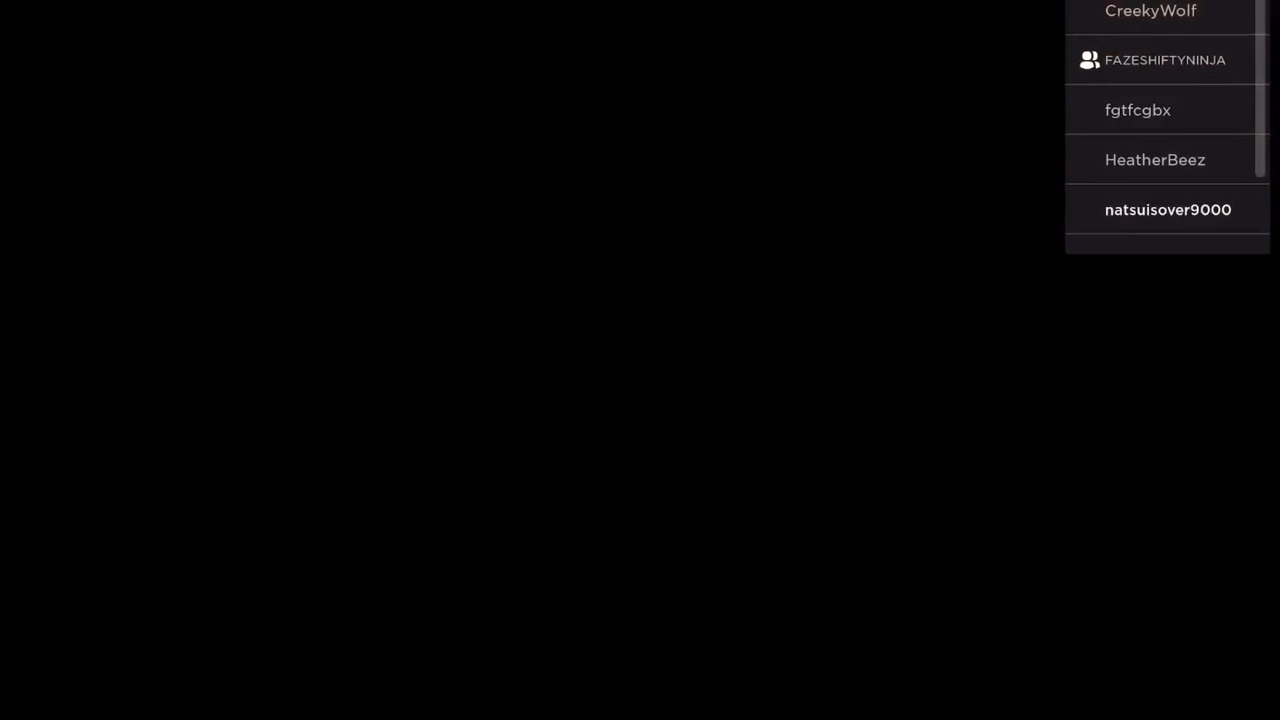 CreekyWolf
FAZESHIFTYNINJA
fgtfcgbx
HeatherBeez
natsuisover9000